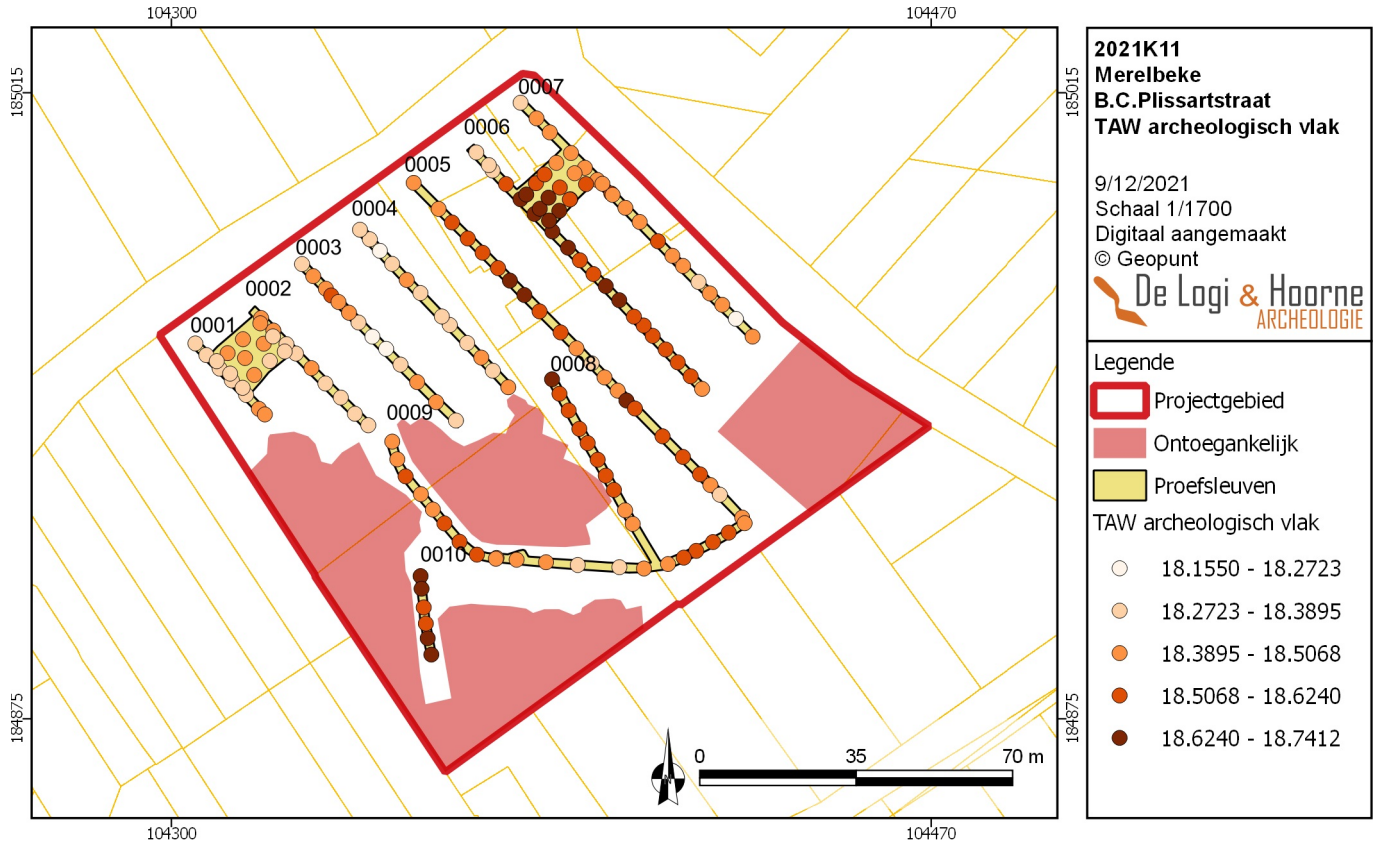 104300
104470
185015
185015
0007
0006
0005
0004
0003
0002
0001
0008
0009
0010
184875
184875
0 35 70 m
N
104300
104470
2021K11
Merelbeke
B.C.Plissartstraat
TAW archeologisch vlak
9/12/2021
Schaal 1/1700
Digitaal aangemaakt
© Geopunt
De Logi & Hoorne
ARCHEOLOGIE
Legende
Projectgebied
Ontoegankelijk
Proefsleuven
TAW archeologisch vlak
18.1550 - 18.2723
18.2723 - 18.3895
18.3895 - 18.5068
18.5068 - 18.6240
18.6240 - 18.7412